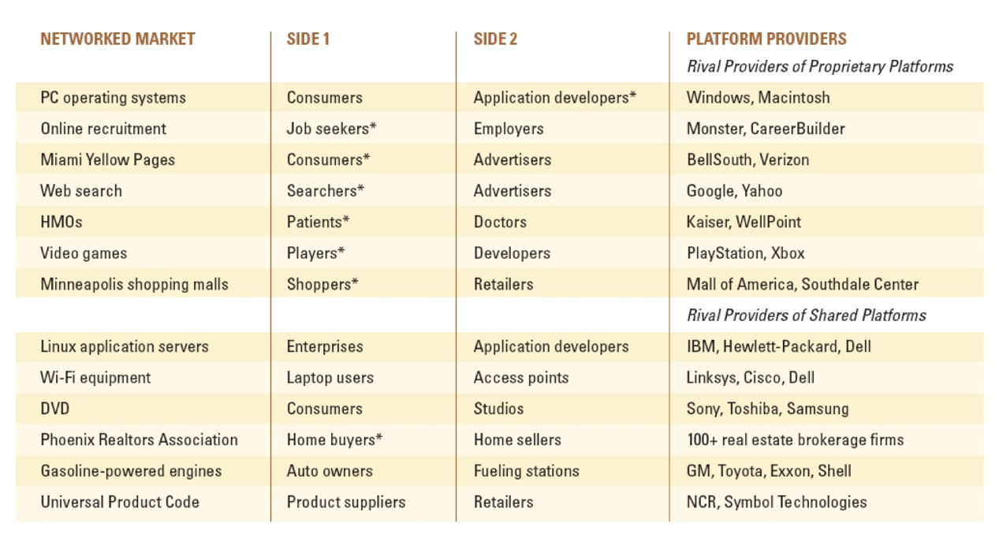 NETWORKED MARKET SIDE 1 SIDE 2 PLATFORM PROVIDERS
Rival Providers of Proprietary Platforms
PC operating systems Consumers Application developers* Windows, Macintosh
Online recruitment Job seekers* Employers Monster, CareerBuilder
Miami Yellow Pages Consumers* Advertisers BellSouth, Verizon
Web search Searchers* Advertisers Google, Yahoo
HMOs Patients* Doctors Kaiser, WellPoint
Video games Players* Developers PlayStation, Xbox
Minneapolis shopping malls Shoppers* Retailers Mall of America, Southdale Center
Rival Providers of Shared Platforms
Linux application servers Enterprises Application developers IBM, Hewlett-Packard, Dell
Wi-Fi equipment Laptop users Access points Linksys, Cisco, Dell
DVD Consumers Studios Sony, Toshiba, Samsung
Phoenix Realtors Association Home buyers* Home sellers 100+ real estate brokerage firms
Gasoline-powered engines Auto owners Fueling stations GM, Toyota, Exxon, Shell
Universal Product Code Product suppliers Retailers NCR, Symbol Technologies